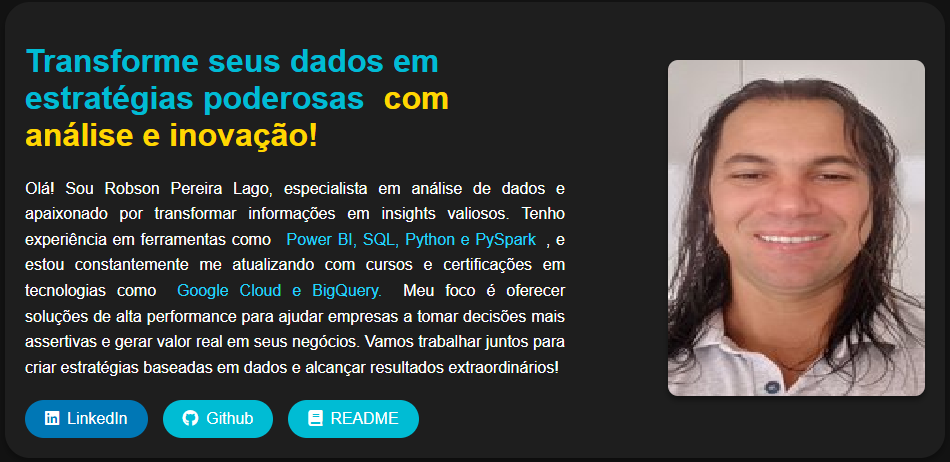 Transforme seus dados em
estratégias poderosas com
análise e inovação!
Olá! Sou Robson Pereira Lago, especialista em análise de dados e
apaixonado por transformar informações em insights valiosos. Tenho
experiência em ferramentas como Power BI, SQL, Python e PySpark , e
estou constantemente me atualizando com cursos e certificações em
tecnologias como Google Cloud e BigQuery. Meu foco é oferecer
soluções de alta performance para ajudar empresas a tomar decisões mais
assertivas e gerar valor real em seus negócios. Vamos trabalhar juntos para
criar estratégias baseadas em dados e alcançar resultados extraordinários!
LinkedIn Github README